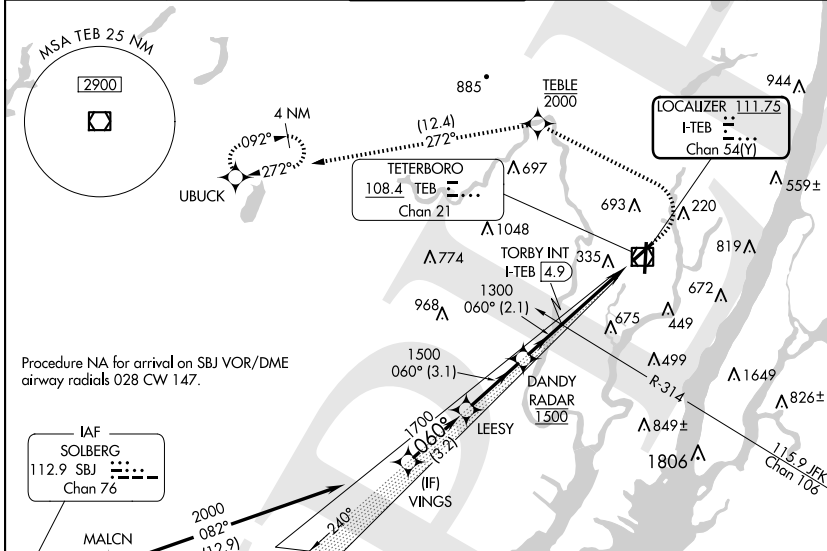 MSA TEB 25 NM
2900
885
TEBLE
2000
944
LOCALIZER 111.75
I-TEB
Chan 54(Y)
4 NM
092°
272°
(12.4)
272°
UBUCK
TETERBORO
108.4 TEB
Chan 21
697
559±
693
220
1048
TORBY INT
I-TEB 4.9
335
819
774
1300
060° (2.1)
672
968
675
449
Procedure NA for arrival on SBJ VOR/DME
airway radials 028 CW 147.
1500
060° (3.1)
499
R-314
1649
DANDY
RADAR
1500
826±
1700
060°
(3.2)
LEESY
849±
IAF
SOLBERG
112.9 SBJ
Chan 76
(IF)
VINGS
1806
115.9 JFK
Chan 106
240°
2000
082°
(12.9)
MALCN